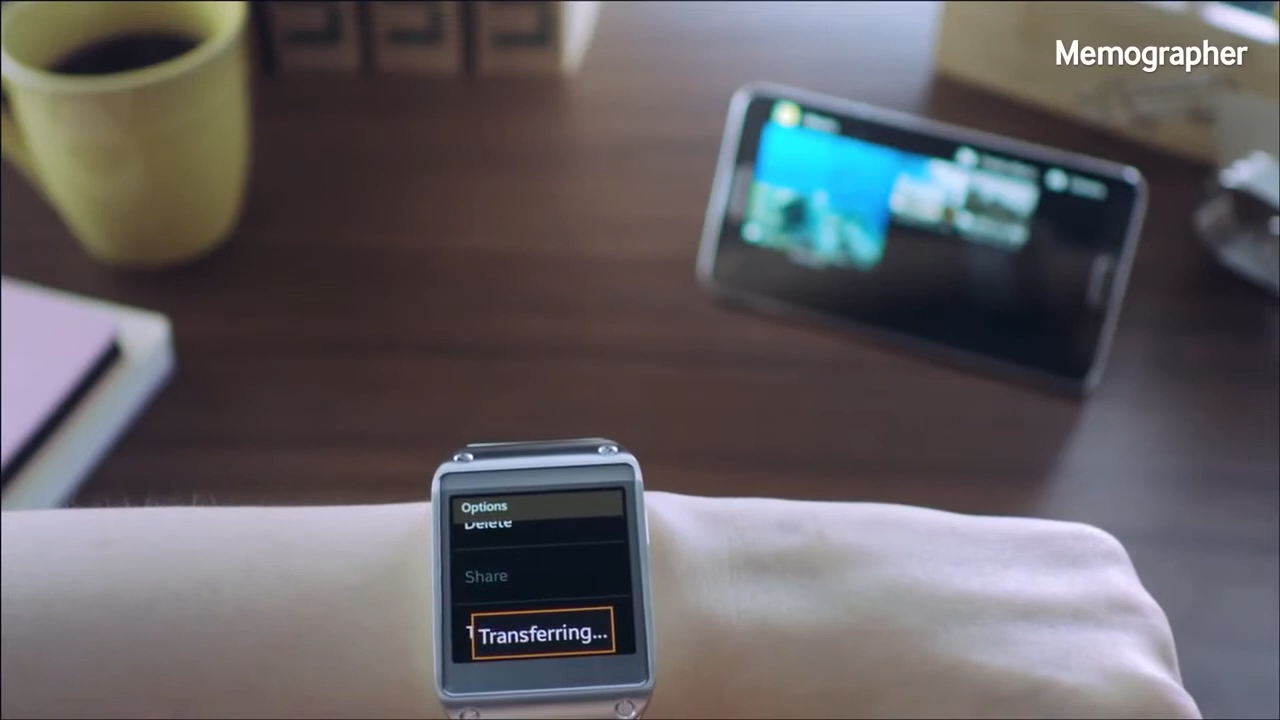 Memographer
Options
Delete
Share
Transferring...